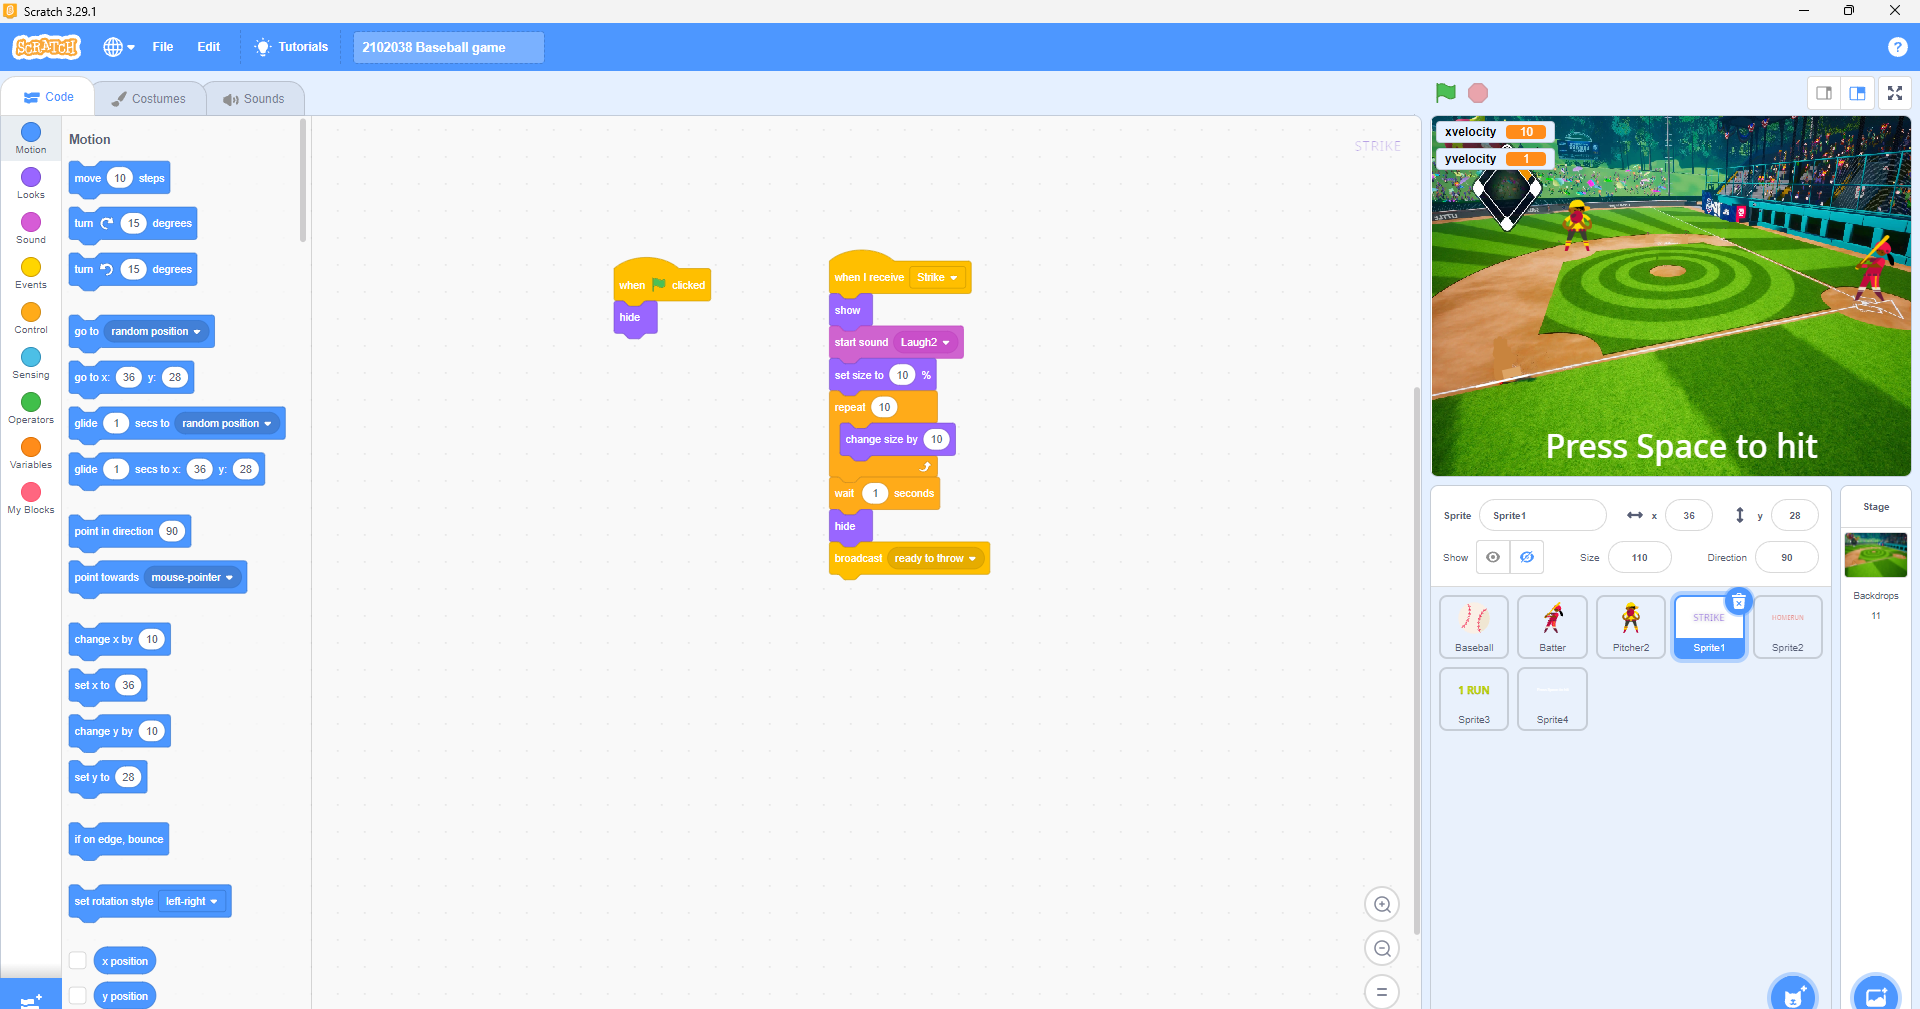 Scratch 3.29.1
SCRATCH File Edit Tutorials 2102038 Baseball game ?
Code Costumes Sounds
Motion
Looks
Sound
Events
Control
Sensing
Operators
Variables
My Blocks
Motion
move 10 steps
turn 15 degrees
turn 15 degrees
go to random position
go to x: 36 y: 28
glide 1 secs to random position
glide 1 secs to x: 36 y: 28
point in direction 90
point towards mouse-pointer
change x by 10
set x to 36
change y by 10
set y to 28
if on edge, bounce
set rotation style left-right
x position
y position
when clicked
hide
when I receive Strike
show
start sound Laugh2
set size to 10 %
repeat 10
change size by 10
wait 1 seconds
hide
broadcast ready to throw
STRIKE
xvelocity 10
yvelocity 1
Press Space to hit
Sprite Sprite1 x 36 y 28
Show Size 110 Direction 90
Baseball
Batter
Pitcher2
STRIKE
Sprite1
HOMERUN
Sprite2
1 RUN
Sprite3
Sprite4
Stage
Backdrops
11